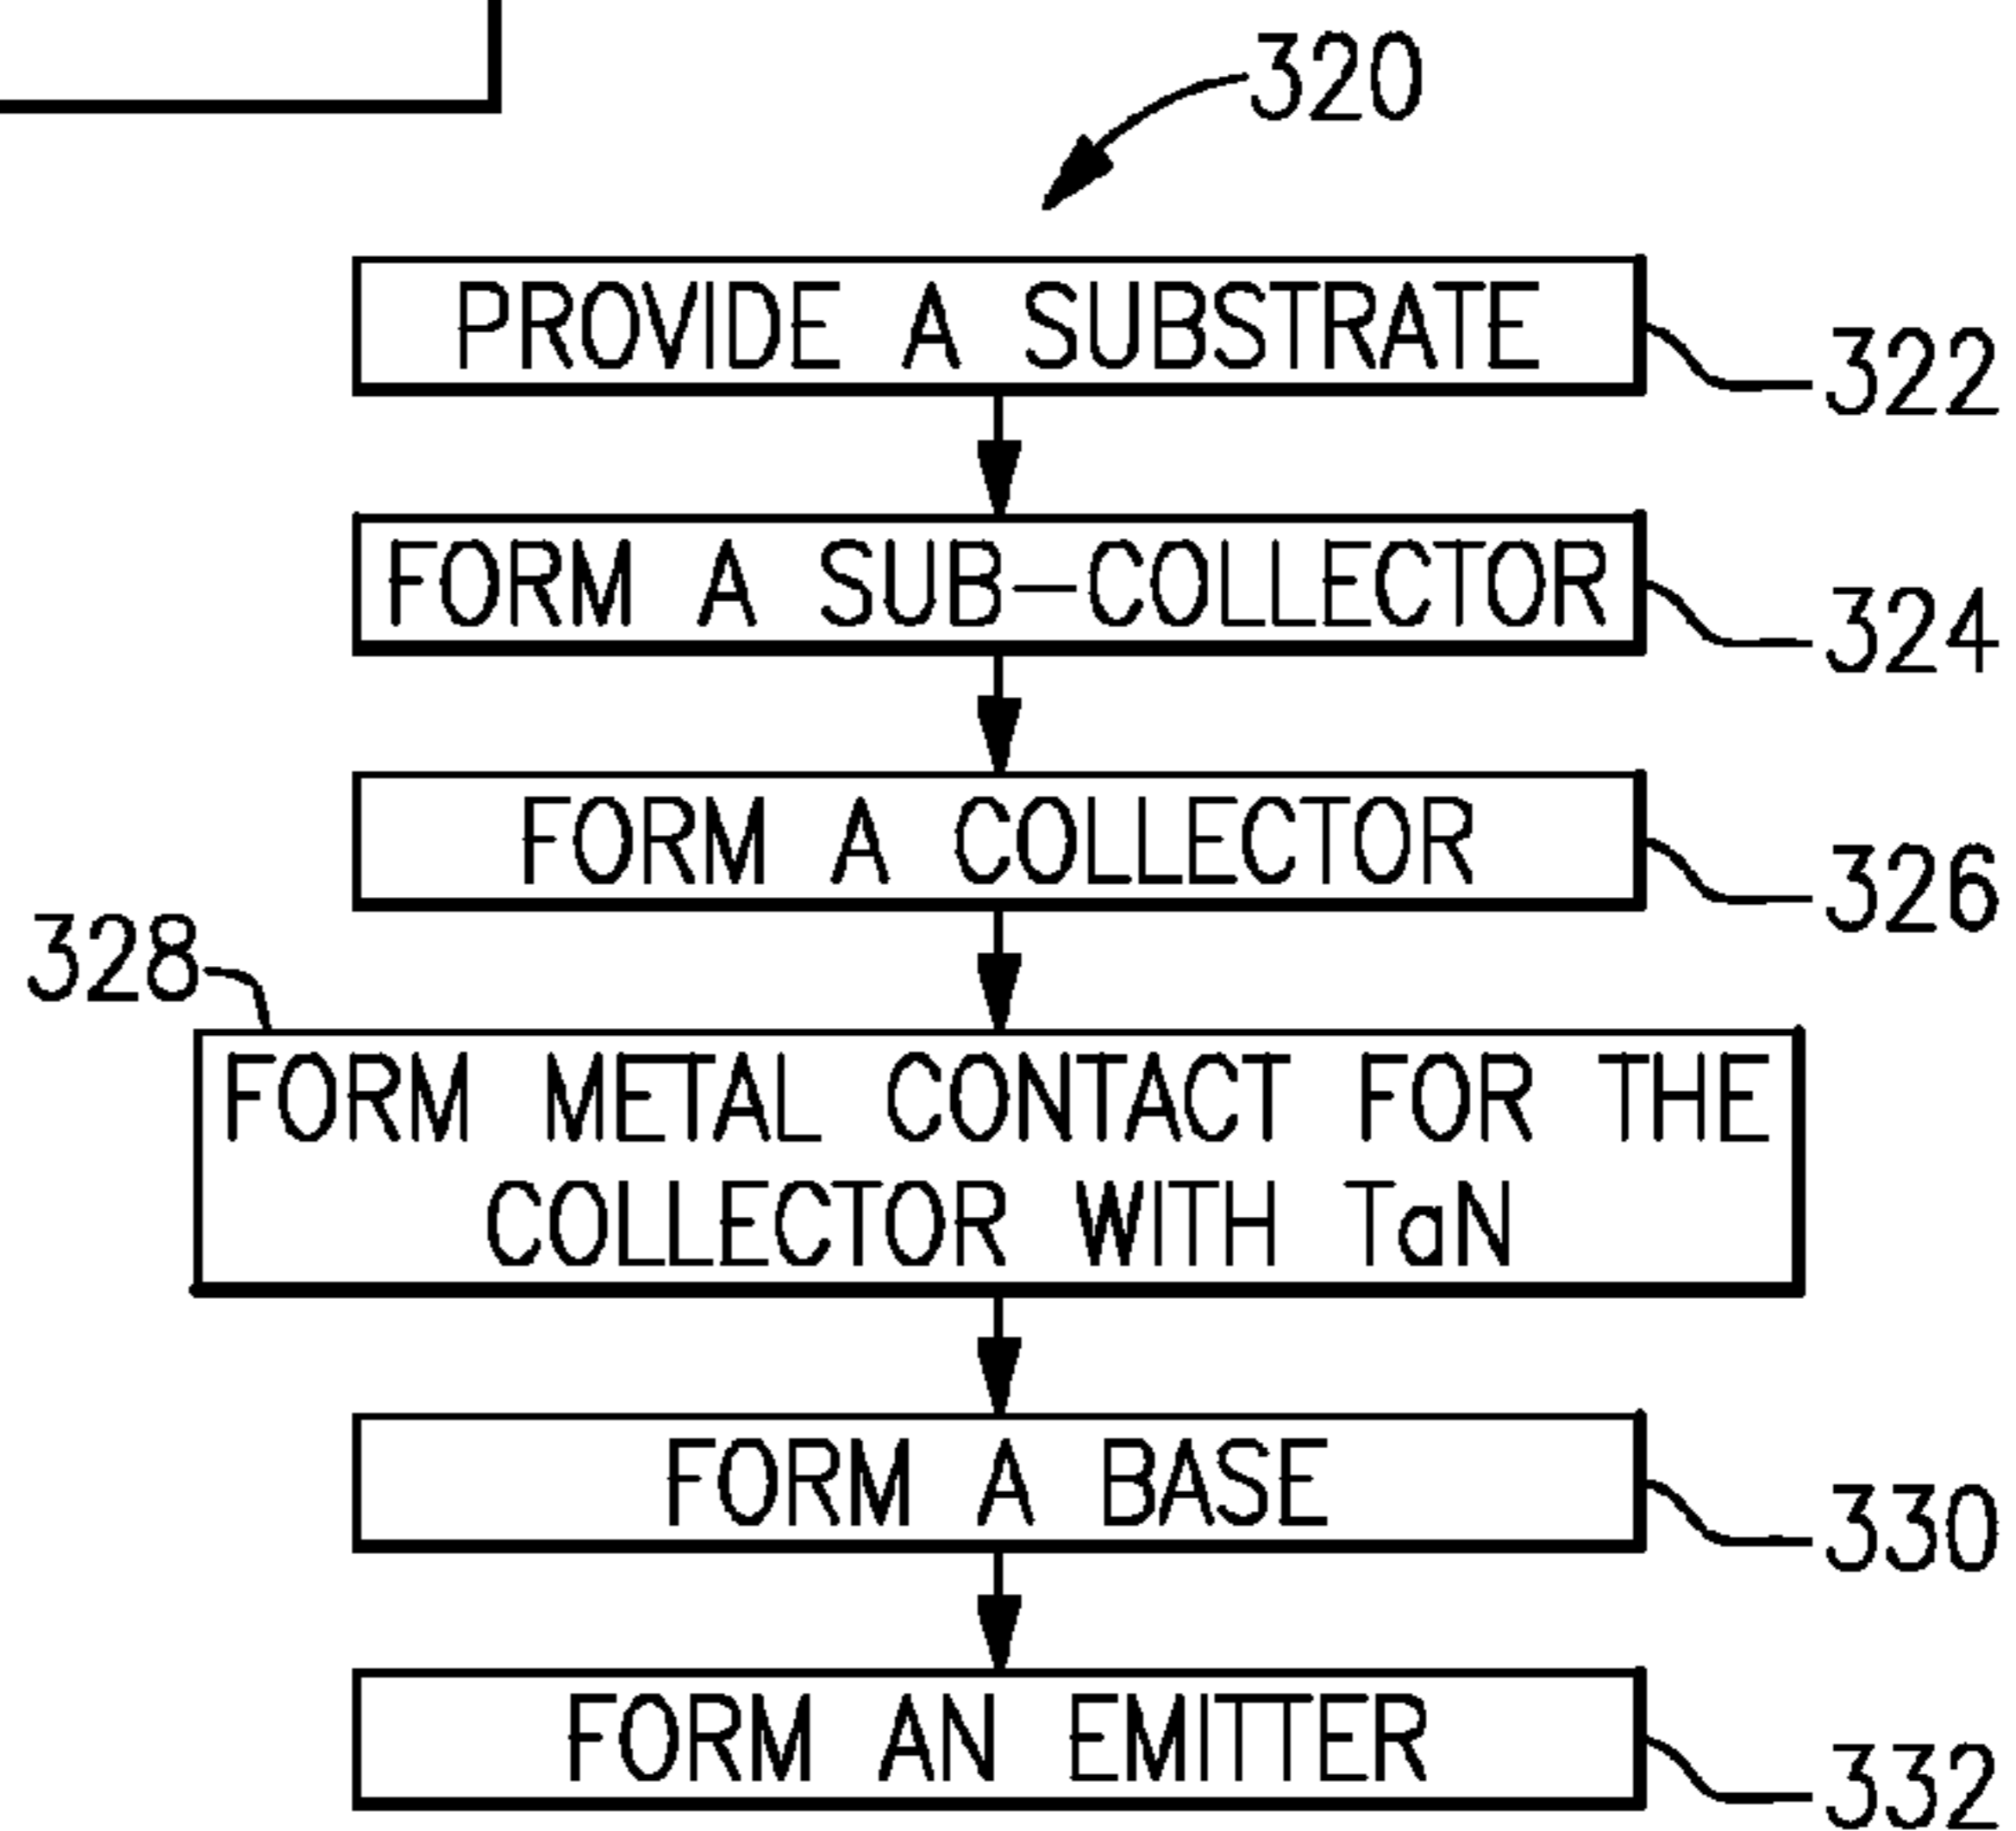 320
PROVIDE A SUBSTRATE
322
FORM A SUB-COLLECTOR
324
FORM A COLLECTOR
326
328
FORM METAL CONTACT FOR THE
COLLECTOR WITH TaN
FORM A BASE
330
FORM AN EMITTER
332